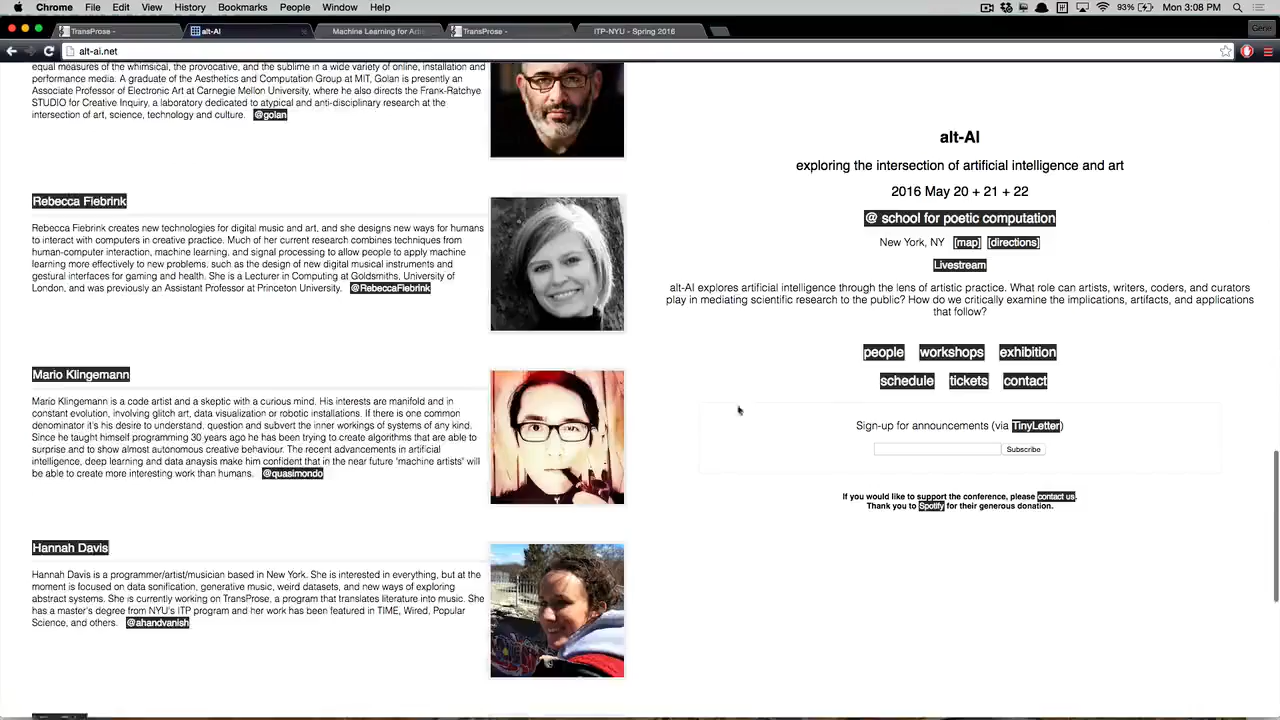 Chrome File Edit View History Bookmarks People Window Help
93% Mon 3:08 PM
TransProse -
alt-AI
Machine Learning for Arti
TransProse -
ITP-NYU - Spring 2016
Gene
alt-ai.net
equal measures of the whimsical, the provocative, and the sublime in a wide variety of online, installation and
performance media. A graduate of the Aesthetics and Computation Group at MIT, Golan is presently an
Associate Professor of Electronic Art at Carnegie Mellon University, where he also directs the Frank-Ratchye
STUDIO for Creative Inquiry, a laboratory dedicated to atypical and anti-disciplinary research at the
intersection of art, science, technology and culture. @golan
Rebecca Fiebrink
Rebecca Fiebrink creates new technologies for digital music and art, and she designs new ways for humans
to interact with computers in creative practice. Much of her current research combines techniques from
human-computer interaction, machine learning, and signal processing to allow people to apply machine
learning more effectively to new problems, such as the design of new digital musical instruments and
gestural interfaces for gaming and health. She is a Lecturer in Computing at Goldsmiths, University of
London, and was previously an Assistant Professor at Princeton University. @RebeccaFiebrink
Mario Klingemann
Mario Klingemann is a code artist and a skeptic with a curious mind. His interests are manifold and in
constant evolution, involving glitch art, data visualization or robotic installations. If there is one common
denominator it's his desire to understand, question and subvert the inner workings of systems of any kind.
Since he taught himself programming 30 years ago he has been trying to create algorithms that are able to
surprise and to show almost autonomous creative behaviour. The recent advancements in artificial
intelligence, deep learning and data anaysis make him confident that in the near future 'machine artists' will
be able to create more interesting work than humans. @quasimondo
Hannah Davis
Hannah Davis is a programmer/artist/musician based in New York. She is interested in everything, but at the
moment is focused on data sonification, generative music, weird datasets, and new ways of exploring
abstract systems. She is currently working on TransProse, a program that translates literature into music. She
has a master's degree from NYU's ITP program and her work has been featured in TIME, Wired, Popular
Science, and others. @ahandvanish
alt-AI
exploring the intersection of artificial intelligence and art
2016 May 20 + 21 + 22
@ school for poetic computation
New York, NY [map] [directions]
Livestream
alt-AI explores artificial intelligence through the lens of artistic practice. What role can artists, writers, coders, and curators
play in mediating scientific research to the public? How do we critically examine the implications, artifacts, and applications
that follow?
people workshops exhibition
schedule tickets contact
Sign-up for announcements (via TinyLetter)
Subscribe
If you would like to support the conference, please contact us.
Thank you to Spotify for their generous donation.